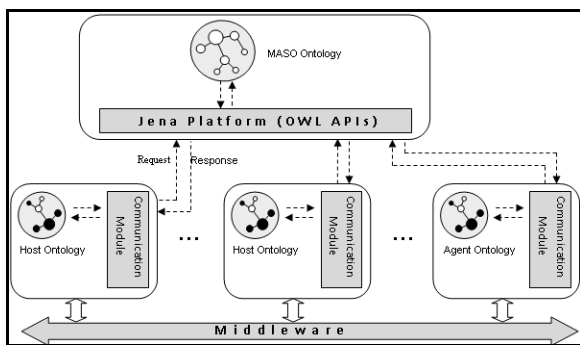 MASO Ontology
Jena Platform (OWL APIs)
Request
Response
Host Ontology
Communication
Module
...
Host Ontology
Communication
Module
...
Agent Ontology
Communication
Module
Middleware